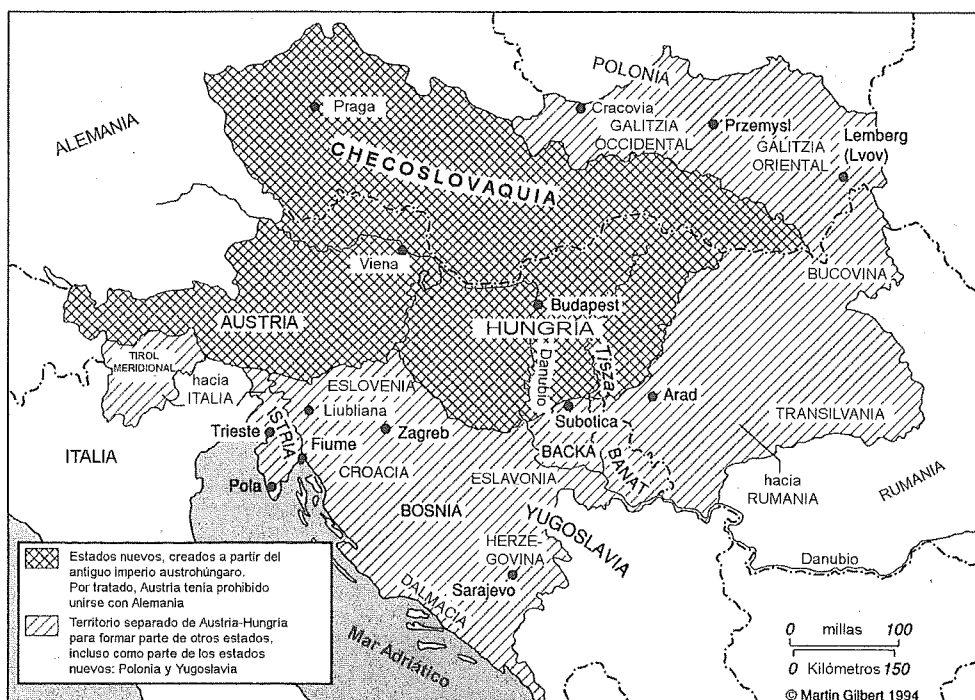 POLONIA
Praga
Cracovia
GALITZIA
OCCIDENTAL
Przemysl
GALITZIA
ORIENTAL
Lemberg
(Lvov)
ALEMANIA
CHECOSLOVAQUIA
Viena
BUCOVINA
Budapest
AUSTRIA
HUNGRÍA
Danubio
Tisza
TIROL
MERIDIONAL
hacia
ITALIA
ESLOVENIA
Liubliana
Arad
TRANSILVANIA
Trieste
ISTRIA
Zagreb
Subotica
Fiume
BACKA
BANAT
ITALIA
CROACIA
ESLAVONIA
hacia
RUMANIA
RUMANIA
Pola
BOSNIA
YUGOSLAVIA
HERZE-
GOVINA
Danubio
Sarajevo
DALMACIA
Mar Adriático
Estados nuevos, creados a partir del
antiguo imperio austrohúngaro.
Por tratado, Austria tenía prohibido
unirse con Alemania
Territorio separado de Austria-Hungría
para formar parte de otros estados,
incluso como parte de los estados
nuevos: Polonia y Yugoslavia
0 millas 100
0 Kilómetros 150
© Martin Gilbert 1994